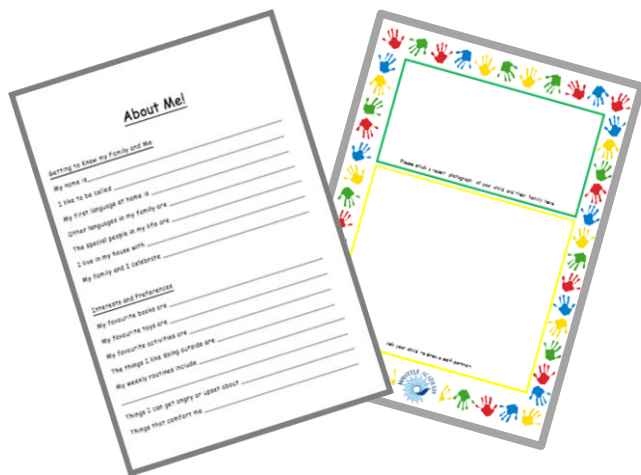 About Me!
Getting to Know my Family and Me
My name is
I like to be called
My first language at home is
Other languages in my family are
The special people in my life are
I live in my house with
My family and I celebrate
Interests and Preferences
My favourite books are
My favourite toys are
My favourite activities are
The things I like doing outside are
My weekly routines include
Things I can get angry or upset about
Things that comfort me
Please stick a recent photograph of your child and their family here.
Ask your child to draw a self-portrait.
WHITTLE ACADEMY